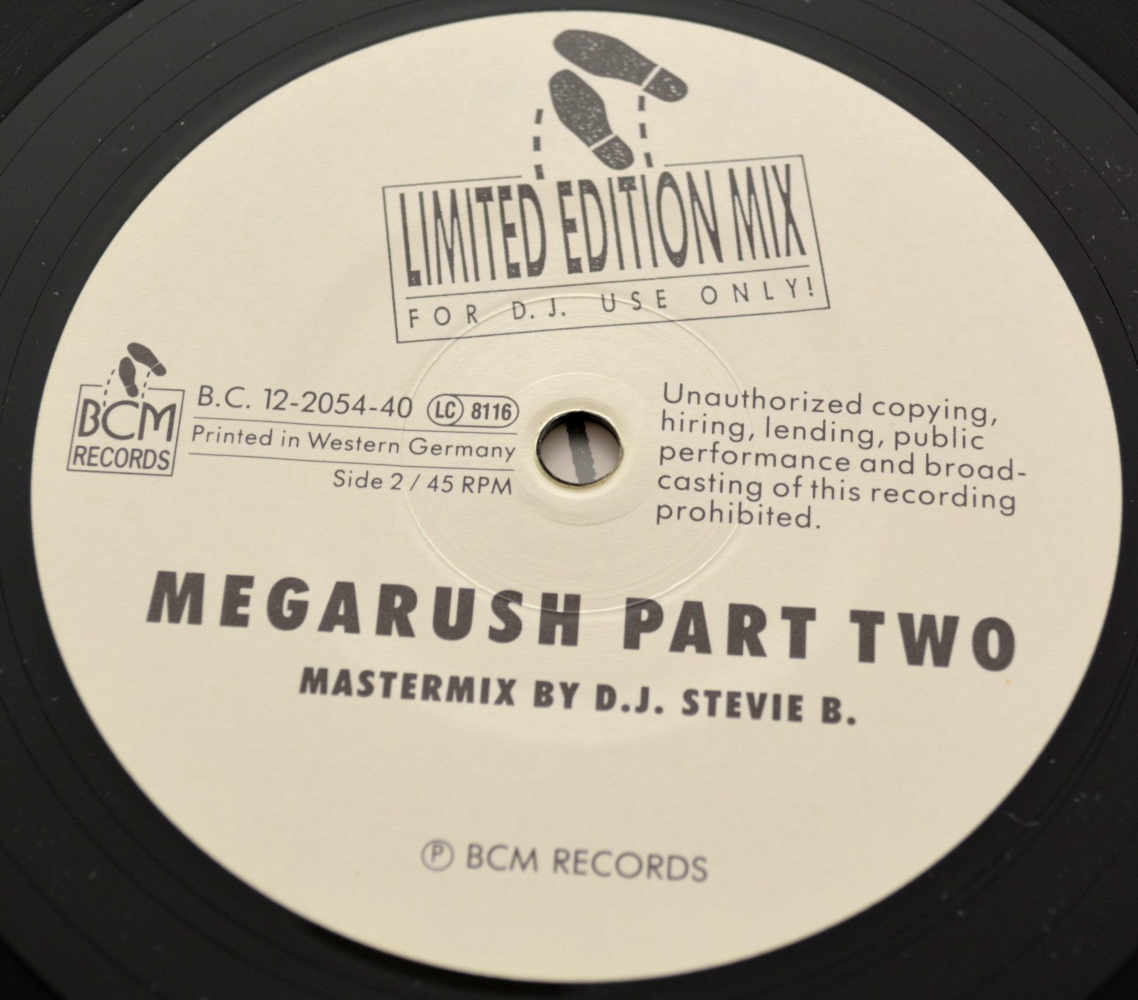 LIMITED EDITION MIX
FOR D.J. USE ONLY!
BCM
RECORDS
B.C. 12-2054-40 LC 8116
Printed in Western Germany
Side 2 / 45 RPM
Unauthorized copying,
hiring, lending, public
performance and broad-
casting of this recording
prohibited.
MEGARUSH PART TWO
MASTERMIX BY D.J. STEVIE B.
Ⓟ BCM RECORDS